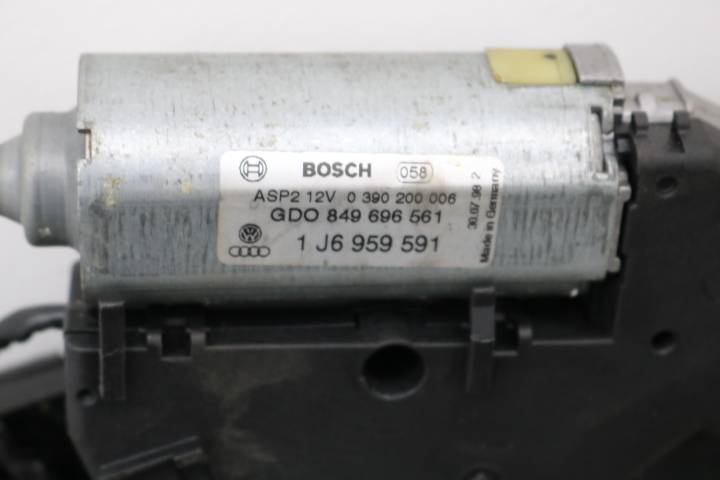 BOSCH 058
ASP2 12V 0 390 200 006
GDO 849 696 561
1 J6 959 591
30.07.98 2
Made in Germany